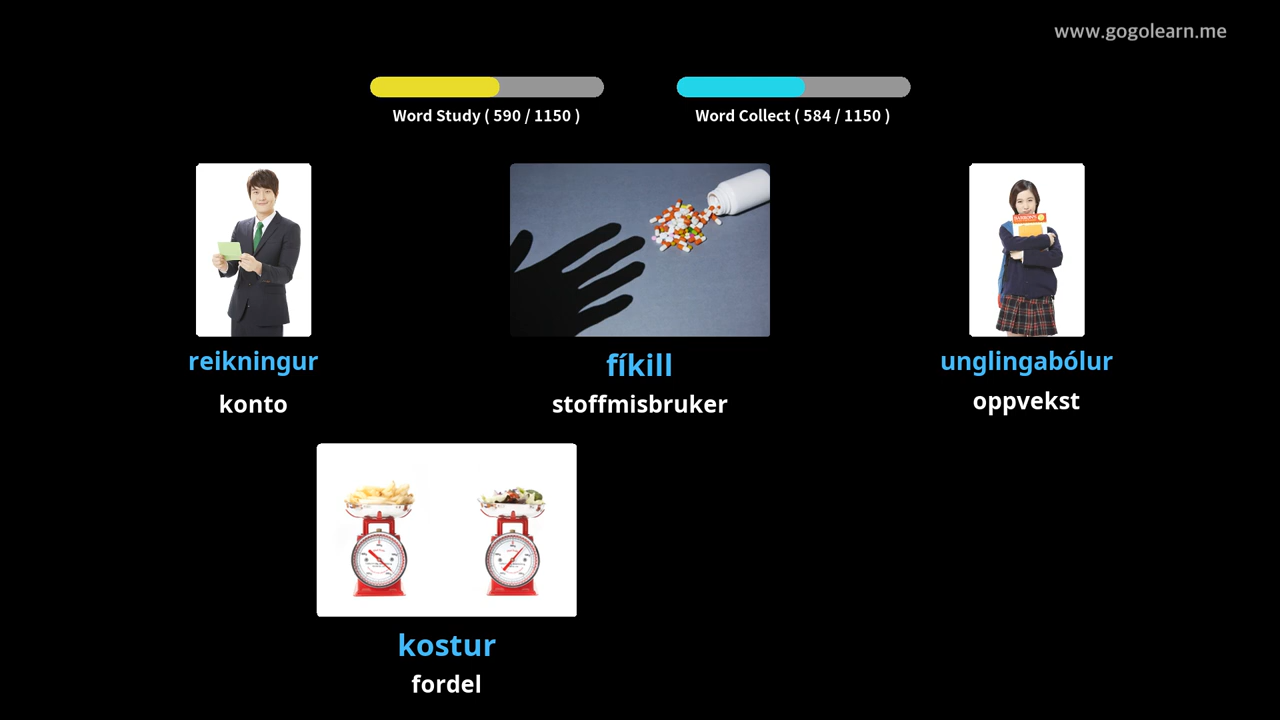 www.gogolearn.me
Word Study ( 590 / 1150 )
Word Collect ( 584 / 1150 )
reikningur
konto
fíkill
stoffmisbruker
unglingabólur
oppvekst
kostur
fordel